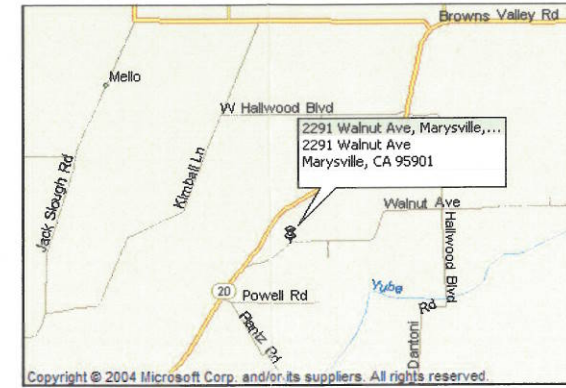 Browns Valley Rd
Mello
W Hallwood Blvd
2291 Walnut Ave, Marysville,...
2291 Walnut Ave
Marysville, CA 95901
Jack Slough Rd
Kimball Ln
Walnut Ave
Hallwood Blvd
Yuba
20
Powell Rd
Plantz Rd
Dantoni
Rd
Copyright © 2004 Microsoft Corp. and/or its suppliers. All rights reserved.